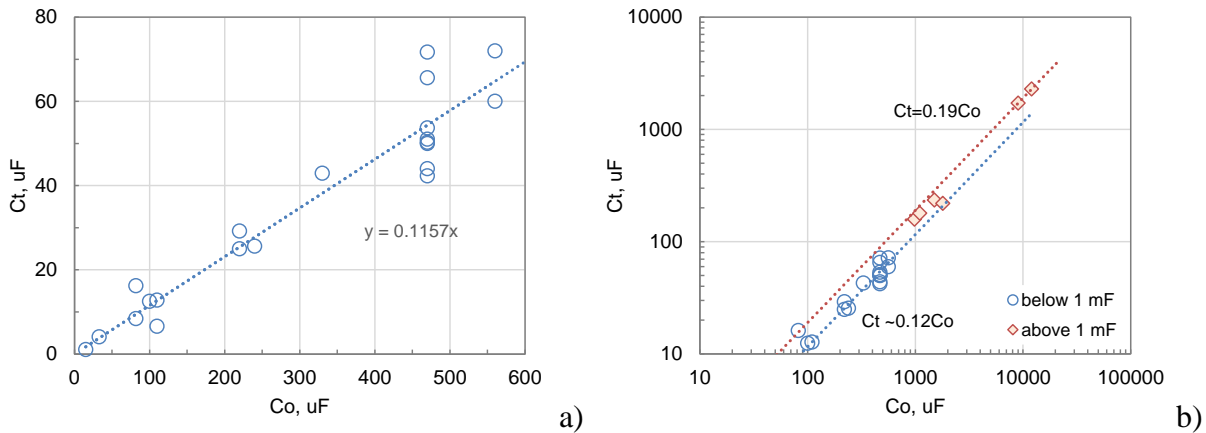 80
60
40
20
0
Ct, uF
y = 0.1157x
0 100 200 300 400 500 600
Co, uF
a)
10000
1000
100
10
Ct, uF
Ct=0.19Co
Ct ~0.12Co
below 1 mF
above 1 mF
10 100 1000 10000 100000
Co, uF
b)